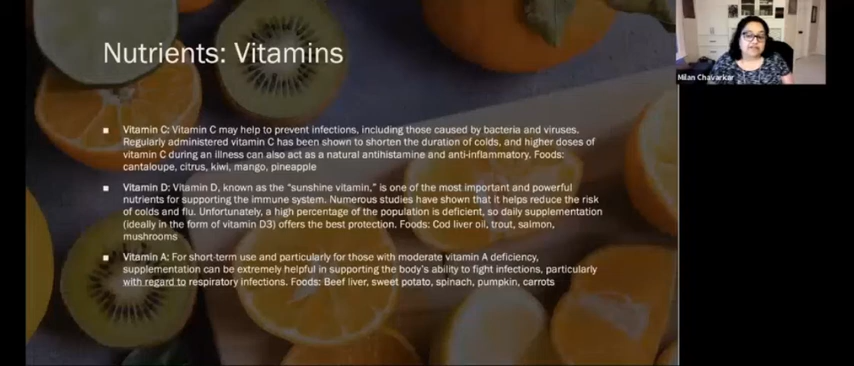 Nutrients: Vitamins
Milan Chavarkar
▪ Vitamin C: Vitamin C may help to prevent infections, including those caused by bacteria and viruses.
Regularly administered vitamin C has been shown to shorten the duration of colds, and higher doses of
vitamin C during an illness can also act as a natural antihistamine and anti-inflammatory. Foods:
cantaloupe, citrus, kiwi, mango, pineapple
▪ Vitamin D: Vitamin D, known as the “sunshine vitamin,” is one of the most important and powerful
nutrients for supporting the immune system. Numerous studies have shown that it helps reduce the risk
of colds and flu. Unfortunately, a high percentage of the population is deficient, so daily supplementation
(ideally in the form of vitamin D3) offers the best protection. Foods: Cod liver oil, trout, salmon,
mushrooms
▪ Vitamin A: For short-term use and particularly for those with moderate vitamin A deficiency,
supplementation can be extremely helpful in supporting the body’s ability to fight infections, particularly
with regard to respiratory infections. Foods: Beef liver, sweet potato, spinach, pumpkin, carrots